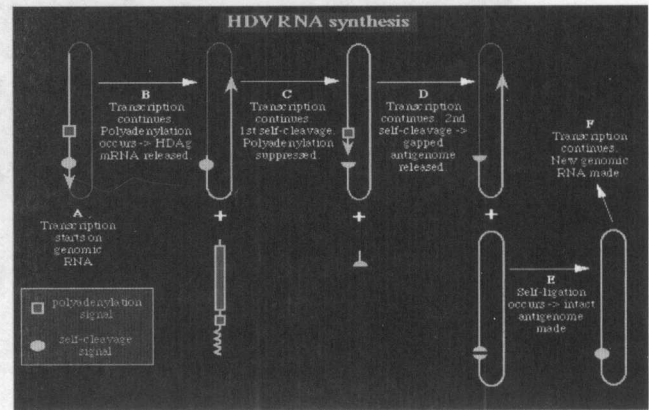 HDV RNA synthesis
B
Transcription
continues.
Polyadenylation
occurs -> HDAg
mRNA released.
C
Transcription
continues
1st self-cleavage.
Polyadenylation
suppressed.
D
Transcription
continues. 2nd
self-cleavage ->
gapped
antigenome
released.
F
Transcription
continues.
New genomic
RNA made
A
Transcription
starts on
genomic
RNA
E
Self-ligation
occurs -> intact
antigenome
made
polyadenylation
signal
self-cleavage
signal
+
+
+